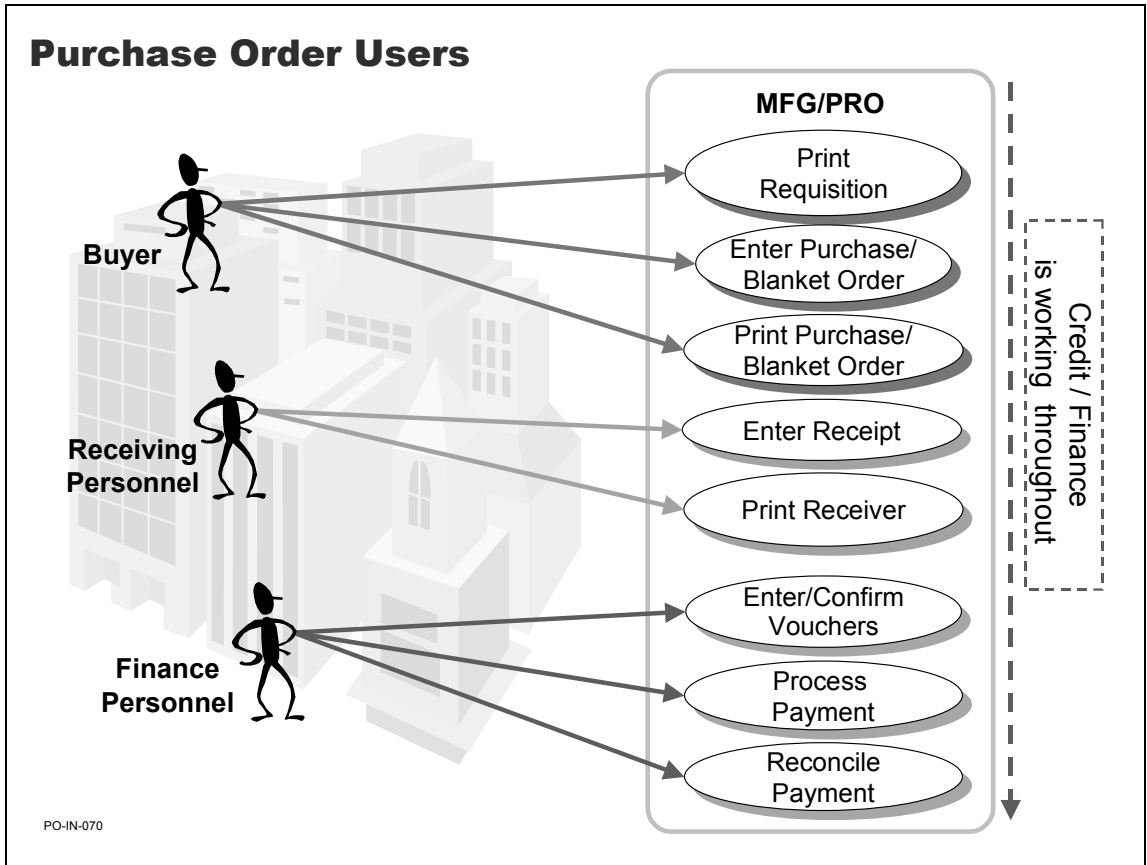 Purchase Order Users
MFG/PRO
Print
Requisition
Buyer
Enter Purchase/
Blanket Order
Print Purchase/
Blanket Order
Receiving
Personnel
Enter Receipt
Print Receiver
Finance
Personnel
Enter/Confirm
Vouchers
Process
Payment
Reconcile
Payment
Credit / Finance
is working throughout
PO-IN-070